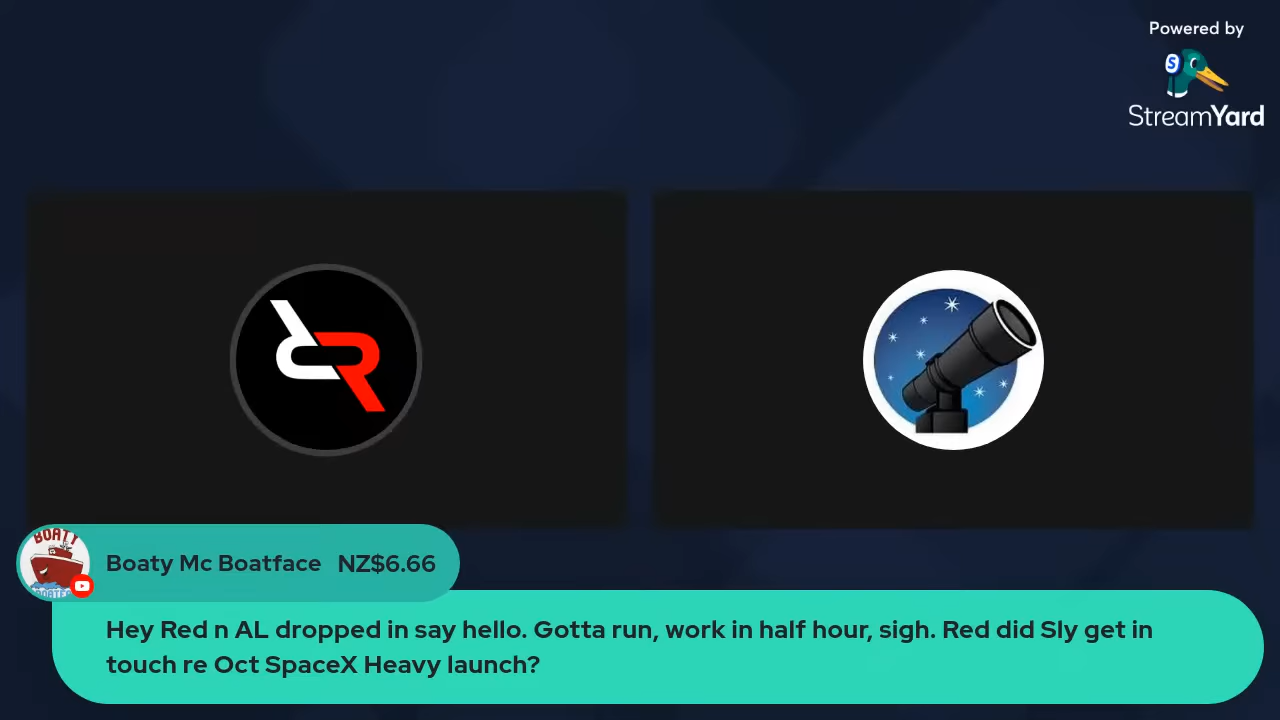 Powered by
S
StreamYard
BOATY
Boaty Mc Boatface NZ$6.66
Hey Red n AL dropped in say hello. Gotta run, work in half hour, sigh. Red did Sly get in
touch re Oct SpaceX Heavy launch?